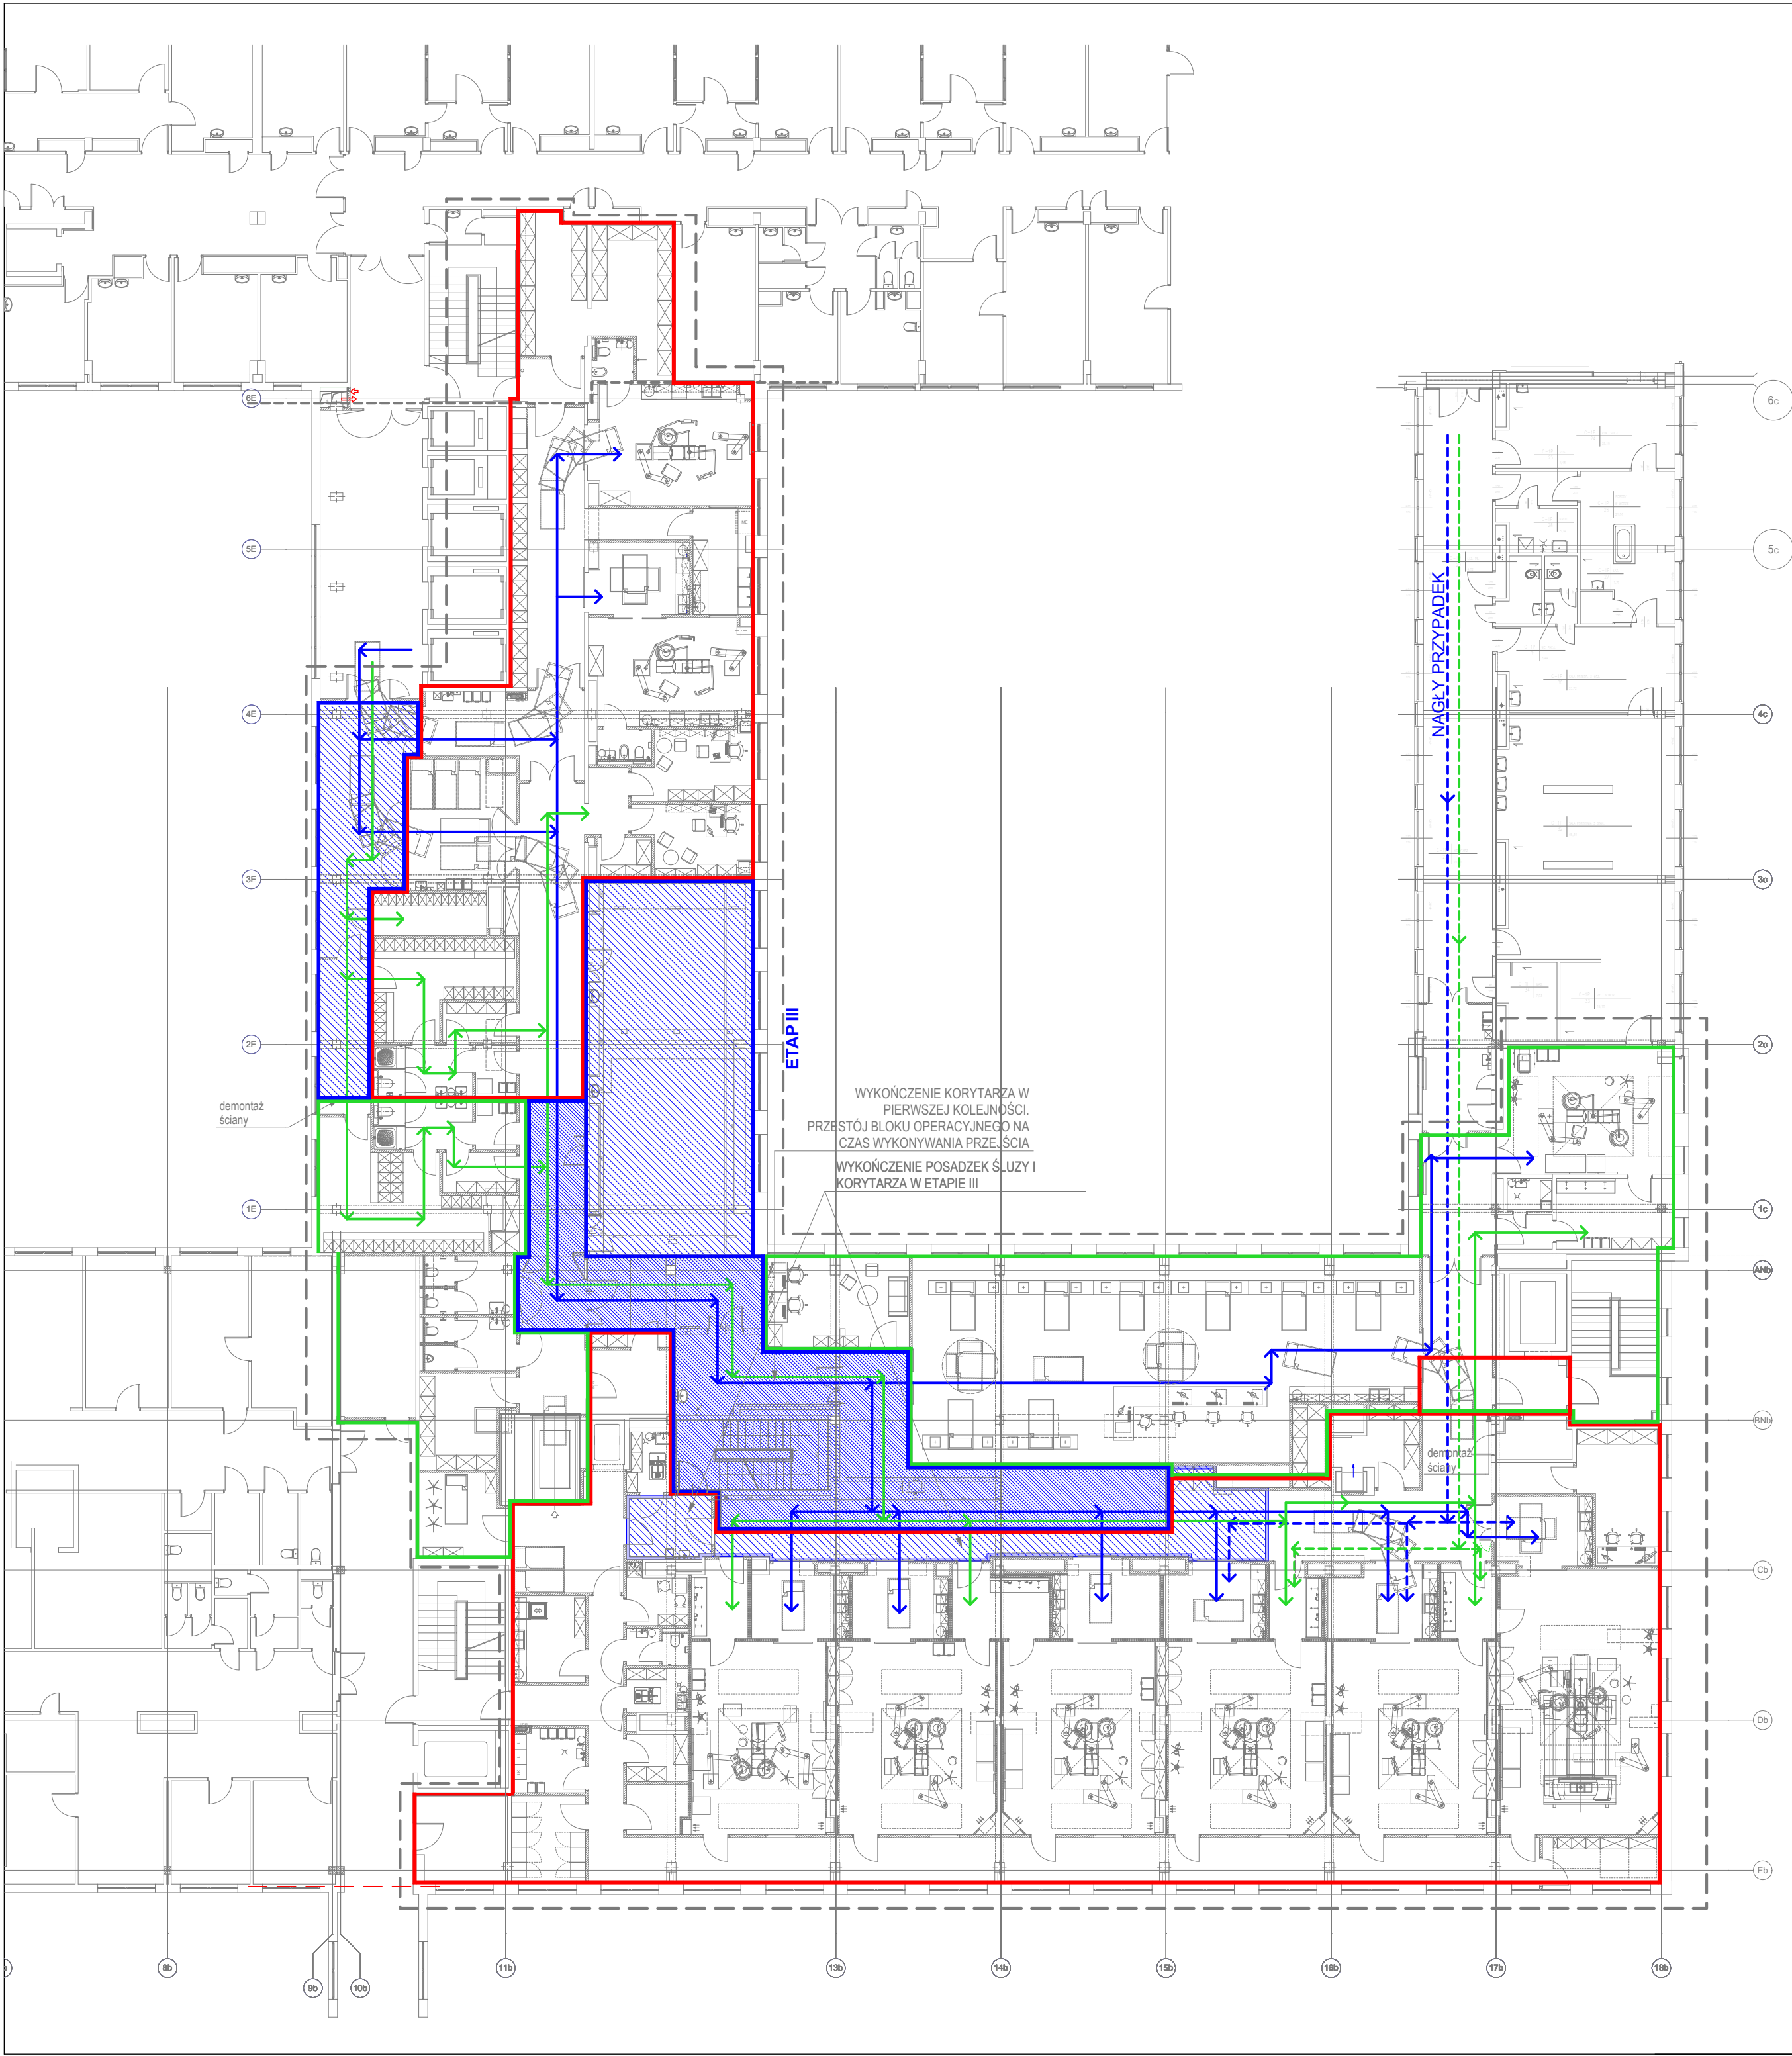 6E
5E
4E
3E
2E
1E
6c
5c
4c
3c
2c
1c
ANb
BNb
Cb
Db
Eb
NAGŁY PRZYPADEK
ETAP III
demontaż
ściany
WYKOŃCZENIE KORYTARZA W
PIERWSZEJ KOLEJNOŚCI.
PRZESTÓJ BLOKU OPERACYJNEGO NA
CZAS WYKONYWANIA PRZEJŚCIA
WYKOŃCZENIE POSADZEK ŚLUZY I
KORYTARZA W ETAPIE III
demontaż
ściany
8b
9b
10b
11b
13b
14b
15b
16b
17b
18b